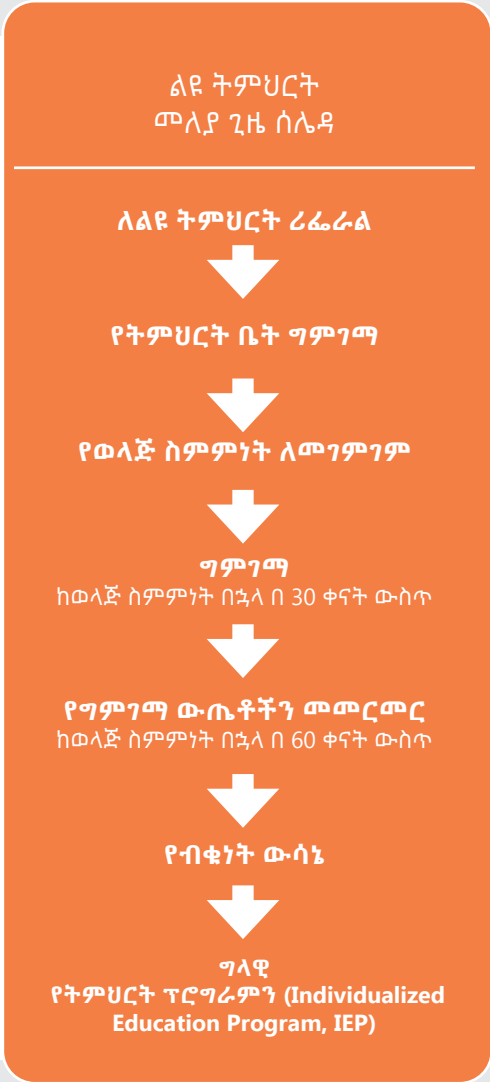 ልዩ ትምህርት
መለያ ጊዜ ሰሌዳ
ለልዩ ትምህርት ሪፌራል
የትምህርት ቤት ግምገማ
የወላጅ ስምምነት ለመገምገም
ግምገማ
ከወላጅ ስምምነት በኋላ በ 30 ቀናት ውስጥ
የግምገማ ውጤቶችን መመርመር
ከወላጅ ስምምነት በኋላ በ 60 ቀናት ውስጥ
የብቁነት ውሳኔ
ግላዊ
የትምህርት ፕሮግራምን (Individualized
Education Program, IEP)